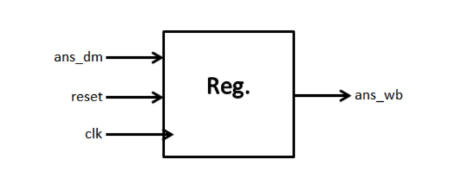 ans_dm
reset
clk
Reg.
ans_wb